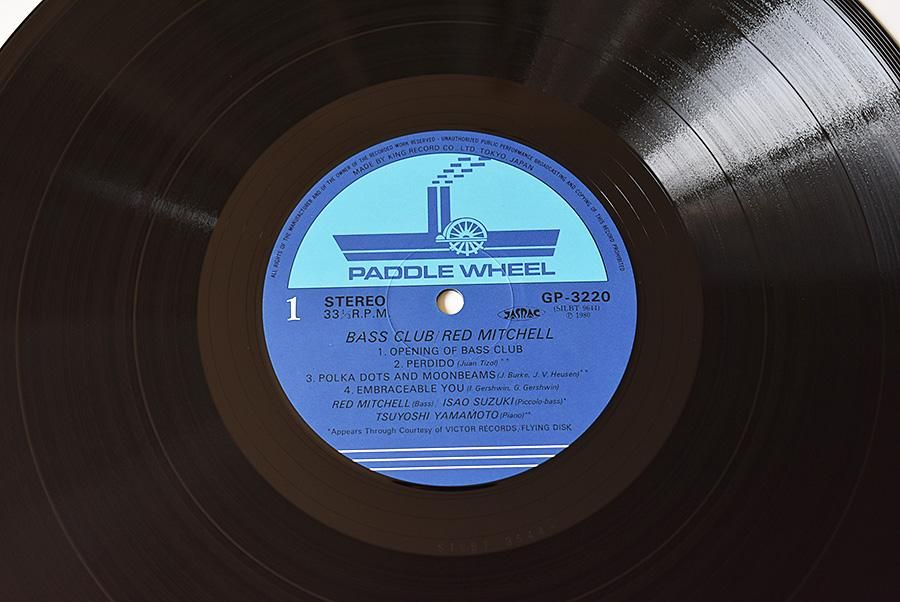 ALL RIGHTS OF THE MANUFACTURER AND OF THE OWNER OF THE RECORDED WORK RESERVED - UNAUTHORIZED PUBLIC PERFORMANCE, BROADCASTING AND COPYING OF THIS RECORD PROHIBITED
MADE BY KING RECORD CO., LTD. TOKYO, JAPAN
PADDLE WHEEL
1
STEREO
33⅓R.P.M.
GP-3220
JASRAC
(SILBT 9644)
℗ 1980
BASS CLUB/RED MITCHELL
1. OPENING OF BASS CLUB
2. PERDIDO (Juan Tizol)**
3. POLKA DOTS AND MOONBEAMS (J. Burke, J. V. Heusen)**
4. EMBRACEABLE YOU (I. Gershwin, G. Gershwin)
RED MITCHELL (Bass) / ISAO SUZUKI (Piccolo-bass)*
TSUYOSHI YAMAMOTO (Piano)**
*Appears Through Courtesy of VICTOR RECORDS/FLYING DISK